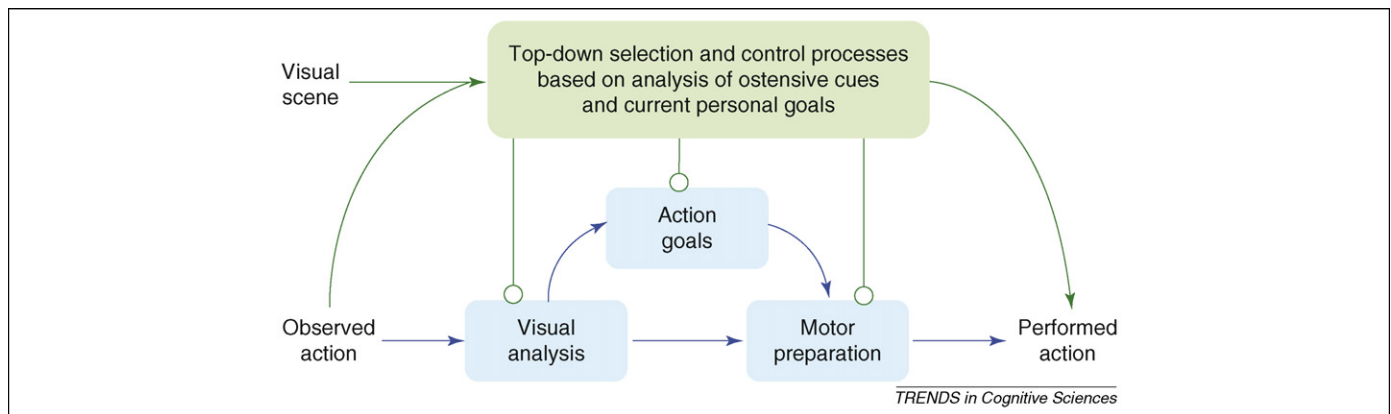 Top-down selection and control processes
based on analysis of ostensive cues
and current personal goals
Visual
scene
Action
goals
Observed
action
Visual
analysis
Motor
preparation
Performed
action
TRENDS in Cognitive Sciences